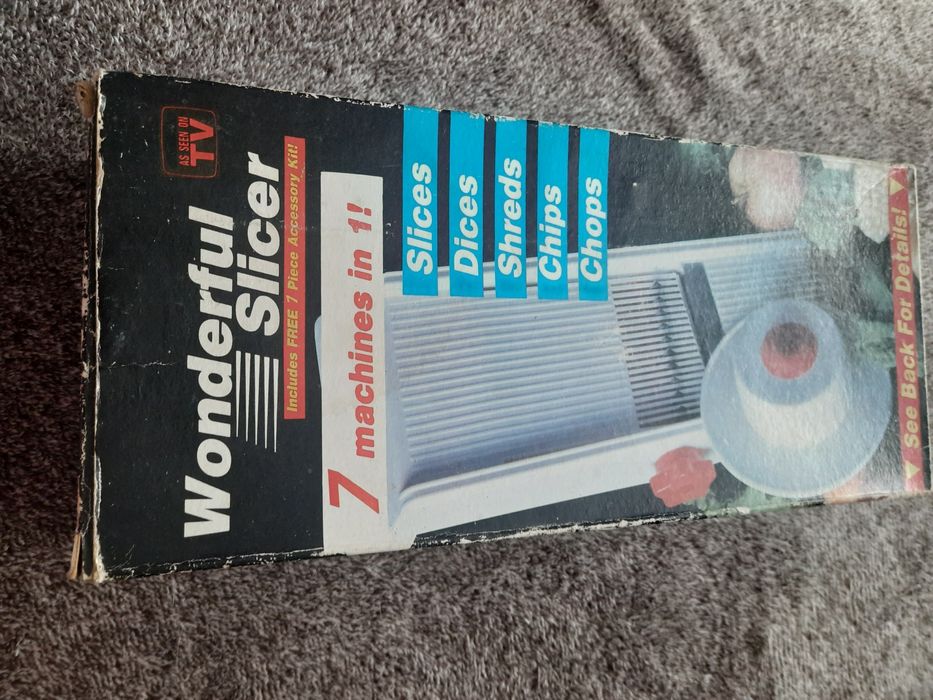 AS SEEN ON
TV
Wonderful
Slicer
Includes FREE 7 Piece Accessory Kit!
7 machines in 1!
Slices
Dices
Shreds
Chips
Chops
See Back For Details!